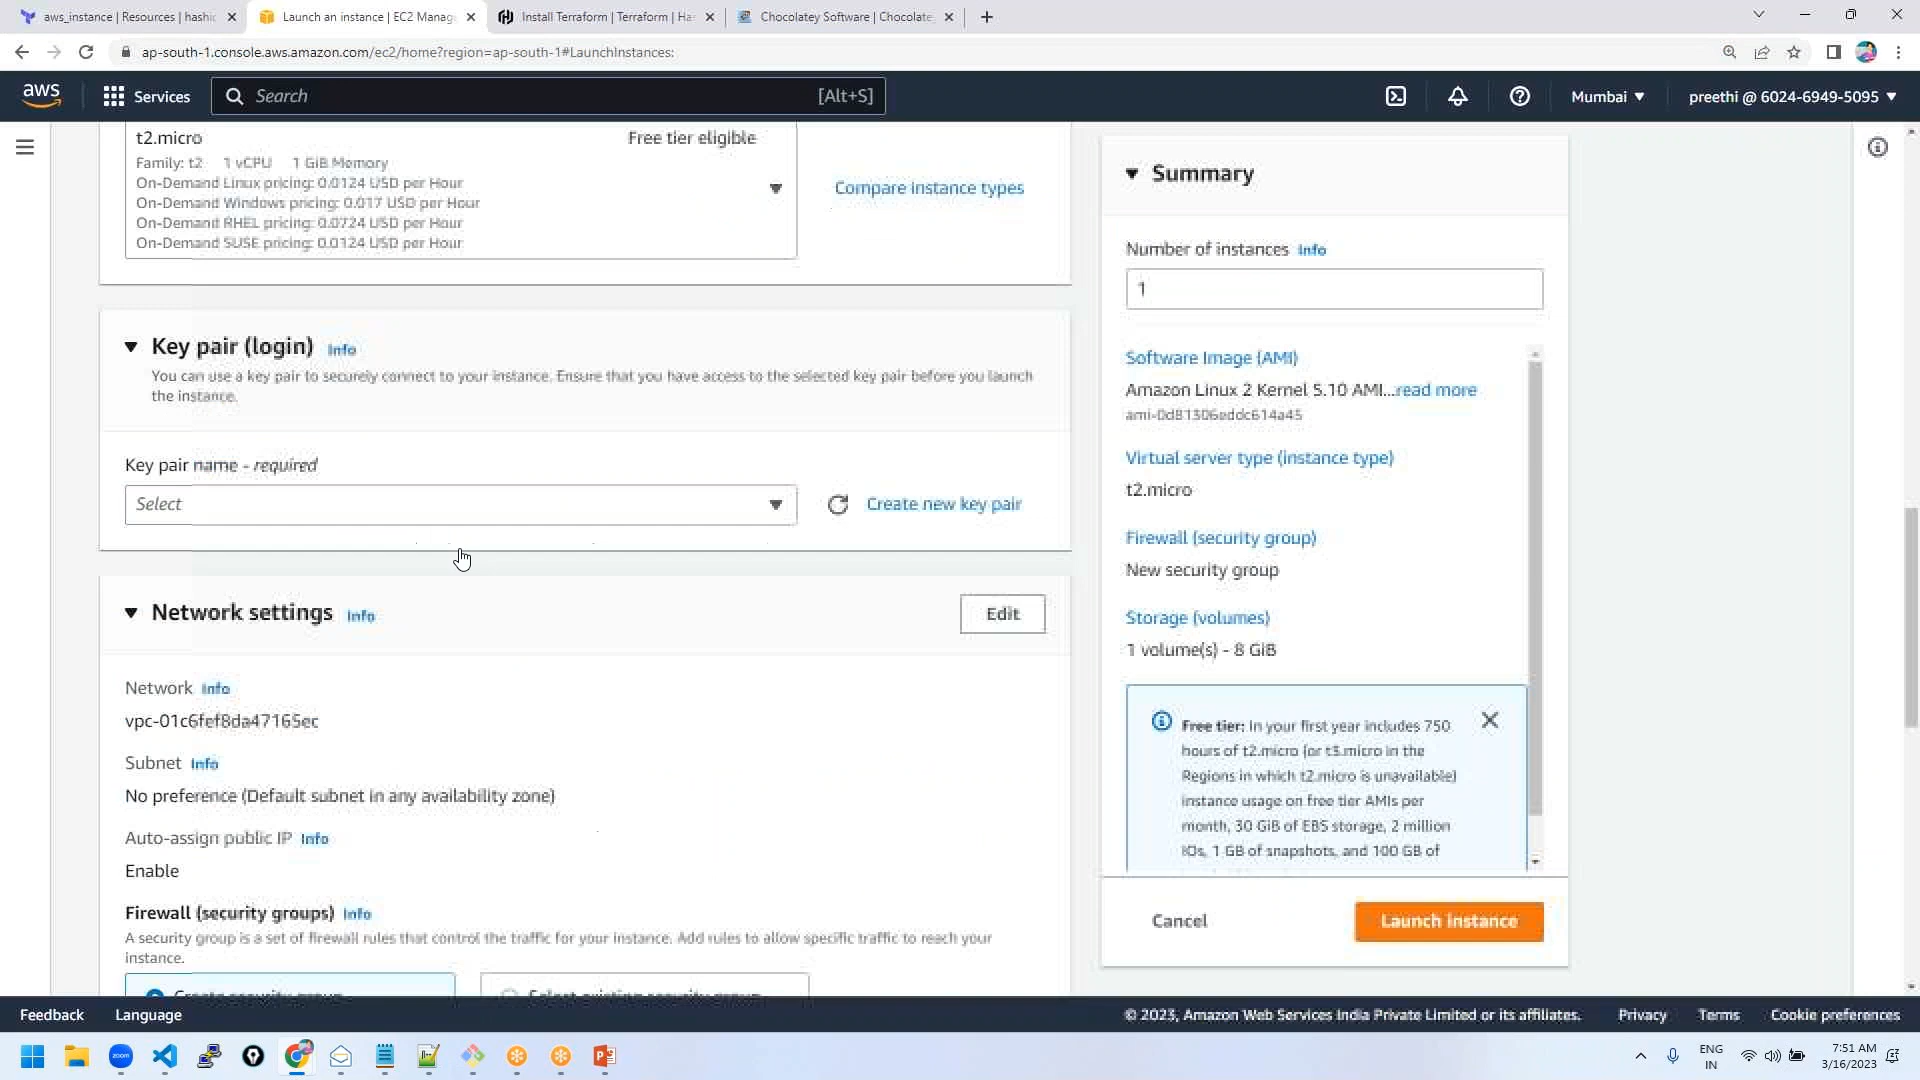 aws_instance | Resources | hashic
Launch an instance | EC2 Manag
Install Terraform | Terraform | Ha
Chocolatey Software | Chocolate
ap-south-1.console.aws.amazon.com/ec2/home?region=ap-south-1#LaunchInstances:
aws
Services
Search
[Alt+S]
Mumbai
preethi @ 6024-6949-5095
t2.micro
Free tier eligible
Family: t2 1 vCPU 1 GiB Memory
On-Demand Linux pricing: 0.0124 USD per Hour
On-Demand Windows pricing: 0.017 USD per Hour
On-Demand RHEL pricing: 0.0724 USD per Hour
On-Demand SUSE pricing: 0.0124 USD per Hour
Compare instance types
Key pair (login) Info
You can use a key pair to securely connect to your instance. Ensure that you have access to the selected key pair before you launch
the instance.
Key pair name - required
Select
Create new key pair
Network settings Info
Edit
Network Info
vpc-01c6fef8da47165ec
Subnet Info
No preference (Default subnet in any availability zone)
Auto-assign public IP Info
Enable
Firewall (security groups) Info
A security group is a set of firewall rules that control the traffic for your instance. Add rules to allow specific traffic to reach your
instance.
Create security group
Select existing security group
Summary
Number of instances Info
1
Software Image (AMI)
Amazon Linux 2 Kernel 5.10 AMI...read more
ami-0d81306eddc614a45
Virtual server type (instance type)
t2.micro
Firewall (security group)
New security group
Storage (volumes)
1 volume(s) - 8 GiB
Free tier: In your first year includes 750
hours of t2.micro (or t3.micro in the
Regions in which t2.micro is unavailable)
instance usage on free tier AMIs per
month, 30 GiB of EBS storage, 2 million
IOs, 1 GB of snapshots, and 100 GB of
Cancel
Launch instance
Feedback
Language
© 2023, Amazon Web Services India Private Limited or its affiliates.
Privacy
Terms
Cookie preferences
zoom
ENG
IN
7:51 AM
3/16/2023